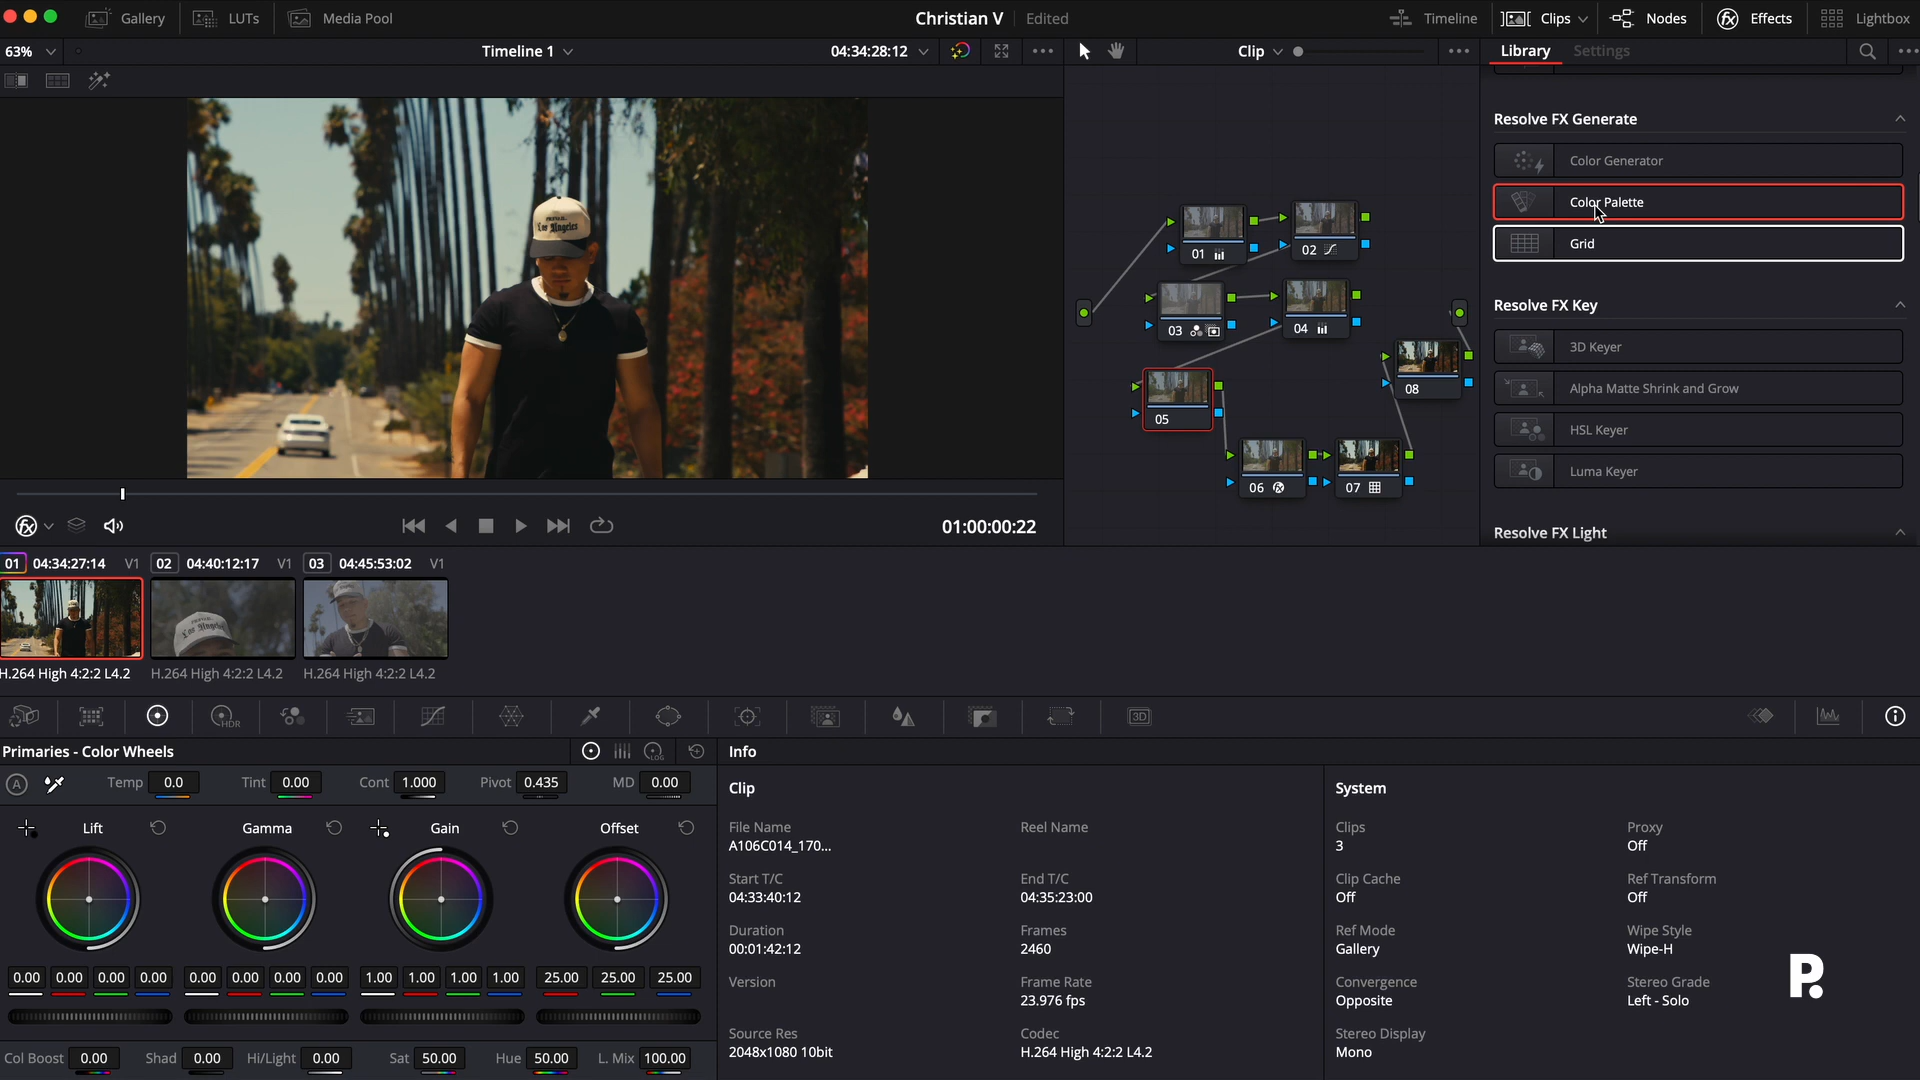 Gallery LUTs Media Pool Christian V Edited Timeline Clips Nodes Effects Lightbox
63% Timeline 1 04:34:28:12 Clip Library Settings
Resolve FX Generate
Color Generator
Color Palette
Grid
Resolve FX Key
3D Keyer
Alpha Matte Shrink and Grow
HSL Keyer
Luma Keyer
Resolve FX Light
Los Angeles
01
02
03
04
05
08
06
07
01:00:00:22
01 04:34:27:14 V1 02 04:40:12:17 V1 03 04:45:53:02 V1
H.264 High 4:2:2 L4.2 H.264 High 4:2:2 L4.2 H.264 High 4:2:2 L4.2
HDR 3D
Primaries - Color Wheels LOG Info
A Temp 0.0 Tint 0.00 Cont 1.000 Pivot 0.435 MD 0.00
Lift Gamma Gain Offset
0.00 0.00 0.00 0.00 0.00 0.00 0.00 0.00 1.00 1.00 1.00 1.00 25.00 25.00 25.00
Col Boost 0.00 Shad 0.00 Hi/Light 0.00 Sat 50.00 Hue 50.00 L. Mix 100.00
Clip
File Name Reel Name
A106C014_170...
Start T/C End T/C
04:33:40:12 04:35:23:00
Duration Frames
00:01:42:12 2460
Version Frame Rate
23.976 fps
Source Res Codec
2048x1080 10bit H.264 High 4:2:2 L4.2
System
Clips Proxy
3 Off
Clip Cache Ref Transform
Off Off
Ref Mode Wipe Style
Gallery Wipe-H
Convergence Stereo Grade
Opposite Left - Solo
Stereo Display
Mono
P.